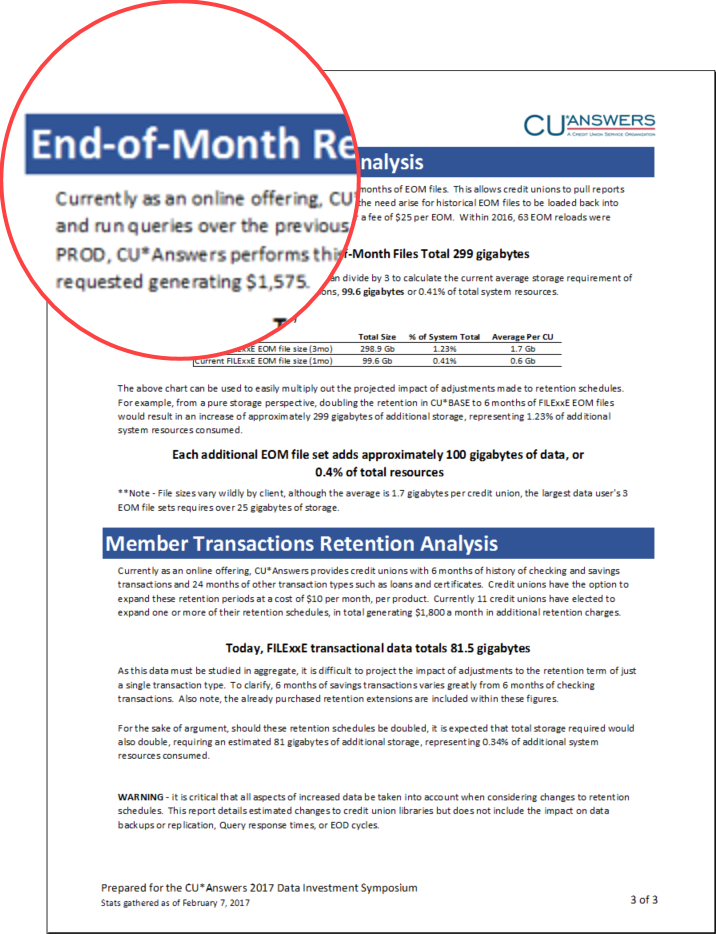 CU*ANSWERS
A CREDIT UNION SERVICE ORGANIZATION
End-of-Month Re nalysis
Currently as an online offering, CU months of EOM files. This allows credit unions to pull reports
and run queries over the previous the need arise for historical EOM files to be loaded back into
PROD, CU*Answers performs this a fee of $25 per EOM. Within 2016, 63 EOM reloads were
requested generating $1,575.
f-Month Files Total 299 gigabytes
an divide by 3 to calculate the current average storage requirement of
ons, 99.6 gigabytes or 0.41% of total system resources.
Total Size % of System Total Average Per CU
ExxE EOM file size (3mo) 298.9 Gb 1.23% 1.7 Gb
Current FILExxE EOM file size (1mo) 99.6 Gb 0.41% 0.6 Gb
The above chart can be used to easily multiply out the projected impact of adjustments made to retention schedules.
For example, from a pure storage perspective, doubling the retention in CU*BASE to 6 months of FILExxE EOM files
would result in an increase of approximately 299 gigabytes of additional storage, representing 1.23% of additional
system resources consumed.
Each additional EOM file set adds approximately 100 gigabytes of data, or
0.4% of total resources
**Note - File sizes vary wildly by client, although the average is 1.7 gigabytes per credit union, the largest data user's 3
EOM file sets requires over 25 gigabytes of storage.
Member Transactions Retention Analysis
Currently as an online offering, CU*Answers provides credit unions with 6 months of history of checking and savings
transactions and 24 months of other transaction types such as loans and certificates. Credit unions have the option to
expand these retention periods at a cost of $10 per month, per product. Currently 11 credit unions have elected to
expand one or more of their retention schedules, in total generating $1,800 a month in additional retention charges.
Today, FILExxE transactional data totals 81.5 gigabytes
As this data must be studied in aggregate, it is difficult to project the impact of adjustments to the retention term of just
a single transaction type. To clarify, 6 months of savings transactions varies greatly from 6 months of checking
transactions. Also note, the already purchased retention extensions are included within these figures.
For the sake of argument, should these retention schedules be doubled, it is expected that total storage required would
also double, requiring an estimated 81 gigabytes of additional storage, representing 0.34% of additional system
resources consumed.
WARNING - it is critical that all aspects of increased data be taken into account when considering changes to retention
schedules. This report details estimated changes to credit union libraries but does not include the impact on data
backups or replication, Query response times, or EOD cycles.
Prepared for the CU*Answers 2017 Data Investment Symposium
Stats gathered as of February 7, 2017
3 of 3